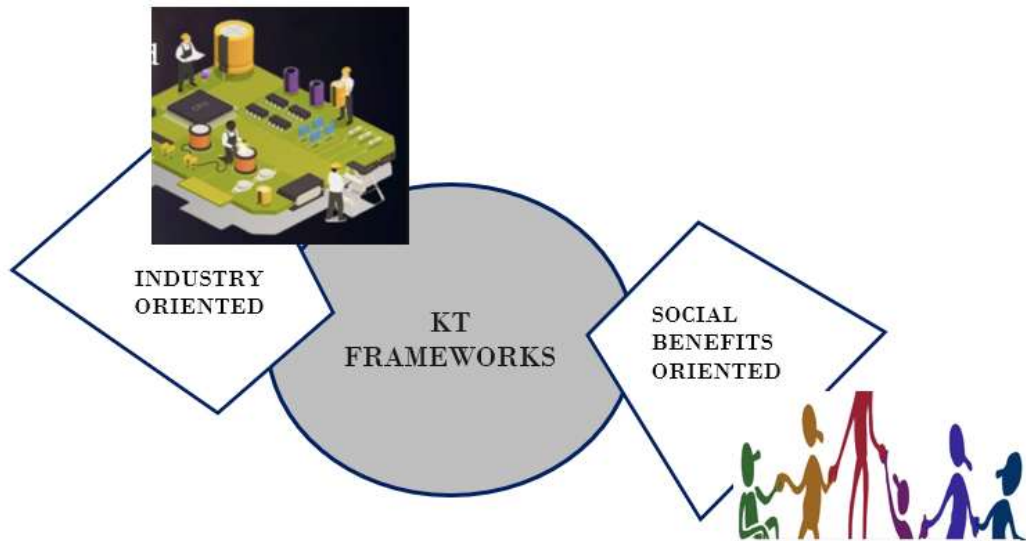 INDUSTRY
ORIENTED
KT
FRAMEWORKS
SOCIAL
BENEFITS
ORIENTED